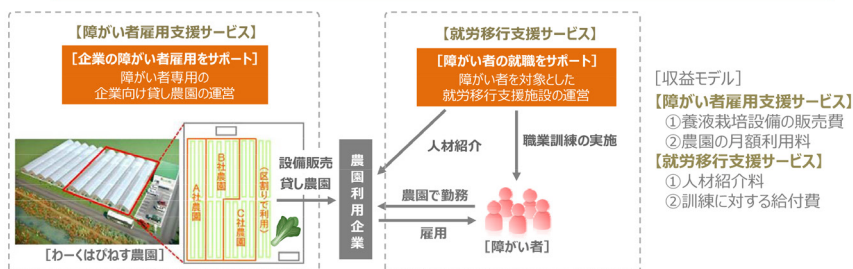 【障がい者雇用支援サービス】
[企業の障がい者雇用をサポート]
障がい者専用の
企業向け貸し農園の運営
A社農園
B社農園
C社農園
(区割りで利用)
[わーくはぴねす農園]
設備販売
貸し農園
農園利用企業
【就労移行支援サービス】
[障がい者の就職をサポート]
障がい者を対象とした
就労移行支援施設の運営
人材紹介
職業訓練の実施
農園で勤務
雇用
[障がい者]
[収益モデル]
【障がい者雇用支援サービス】
①養液栽培設備の販売費
②農園の月額利用料
【就労移行支援サービス】
①人材紹介料
②訓練に対する給付費